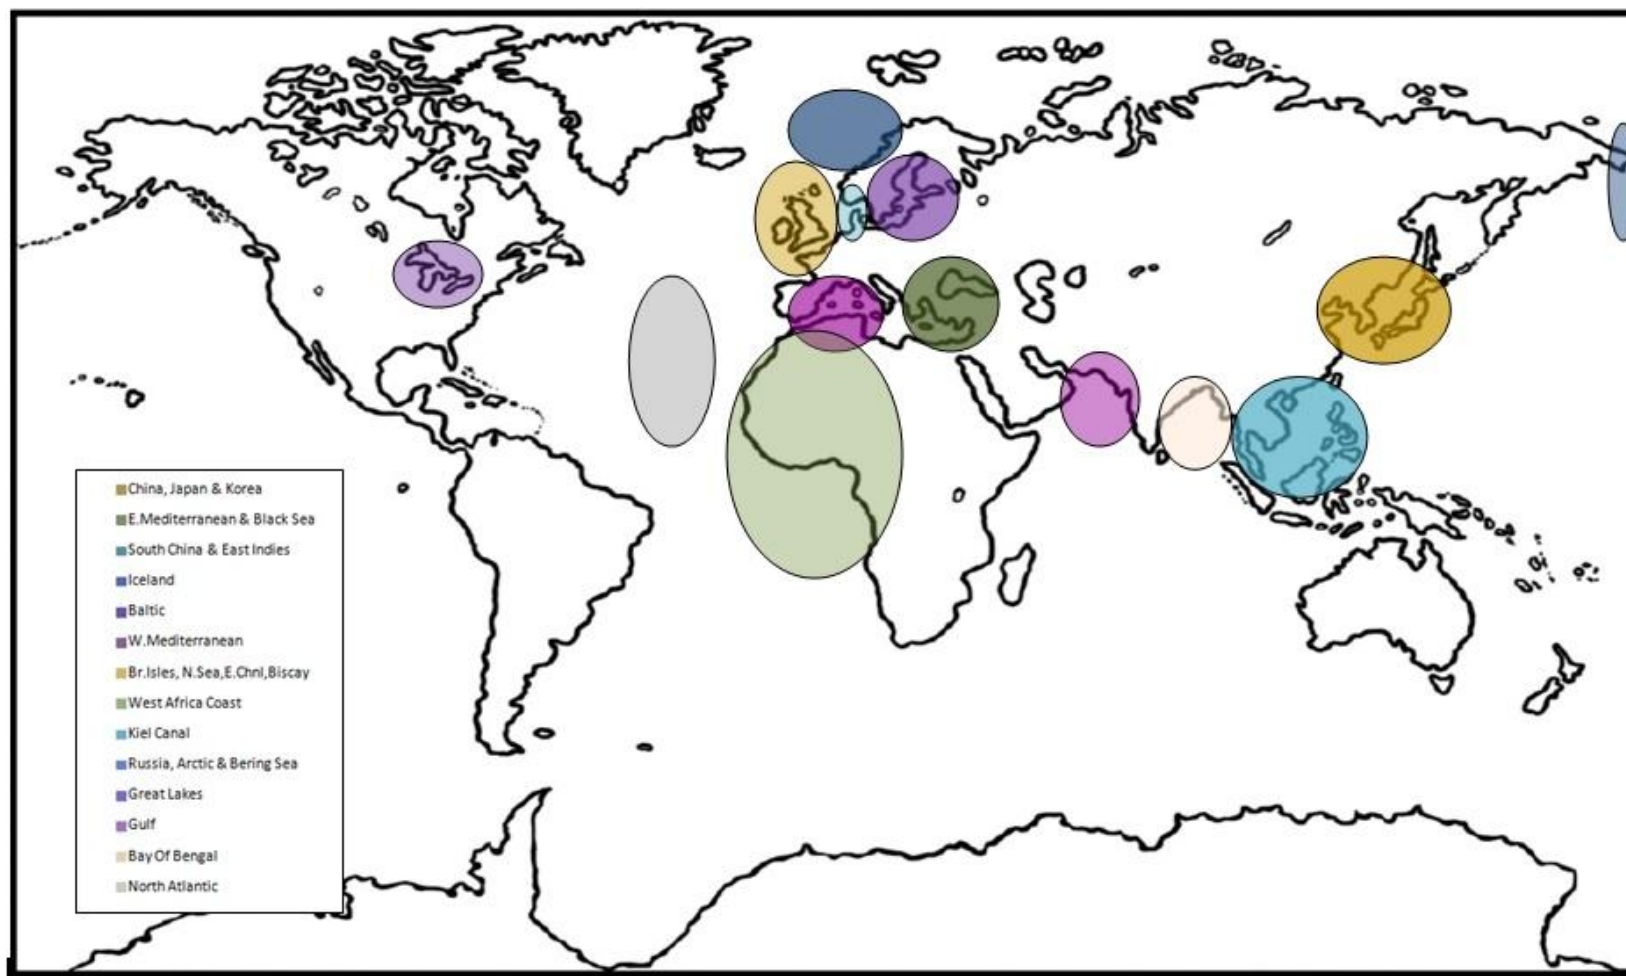 China, Japan & Korea
E.Mediterranean & Black Sea
South China & East Indies
Iceland
Baltic
W.Mediterranean
Br.Isles, N.Sea,E.Chnl,Biscay
West Africa Coast
Kiel Canal
Russia, Arctic & Bering Sea
Great Lakes
Gulf
Bay Of Bengal
North Atlantic